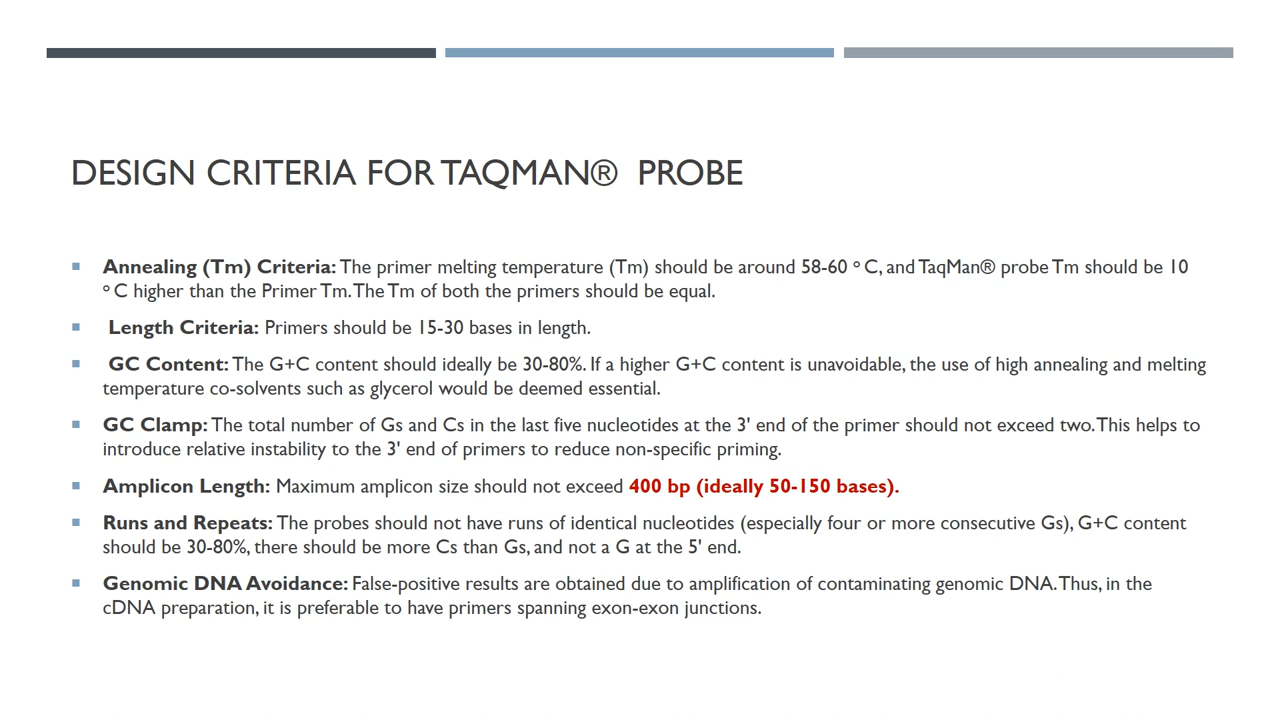 DESIGN CRITERIA FOR TAQMAN® PROBE
▪ Annealing (Tm) Criteria: The primer melting temperature (Tm) should be around 58-60 ° C, and TaqMan® probe Tm should be 10
° C higher than the Primer Tm. The Tm of both the primers should be equal.
▪ Length Criteria: Primers should be 15-30 bases in length.
▪ GC Content: The G+C content should ideally be 30-80%. If a higher G+C content is unavoidable, the use of high annealing and melting
temperature co-solvents such as glycerol would be deemed essential.
▪ GC Clamp: The total number of Gs and Cs in the last five nucleotides at the 3' end of the primer should not exceed two. This helps to
introduce relative instability to the 3' end of primers to reduce non-specific priming.
▪ Amplicon Length: Maximum amplicon size should not exceed 400 bp (ideally 50-150 bases).
▪ Runs and Repeats: The probes should not have runs of identical nucleotides (especially four or more consecutive Gs), G+C content
should be 30-80%, there should be more Cs than Gs, and not a G at the 5' end.
▪ Genomic DNA Avoidance: False-positive results are obtained due to amplification of contaminating genomic DNA. Thus, in the
cDNA preparation, it is preferable to have primers spanning exon-exon junctions.